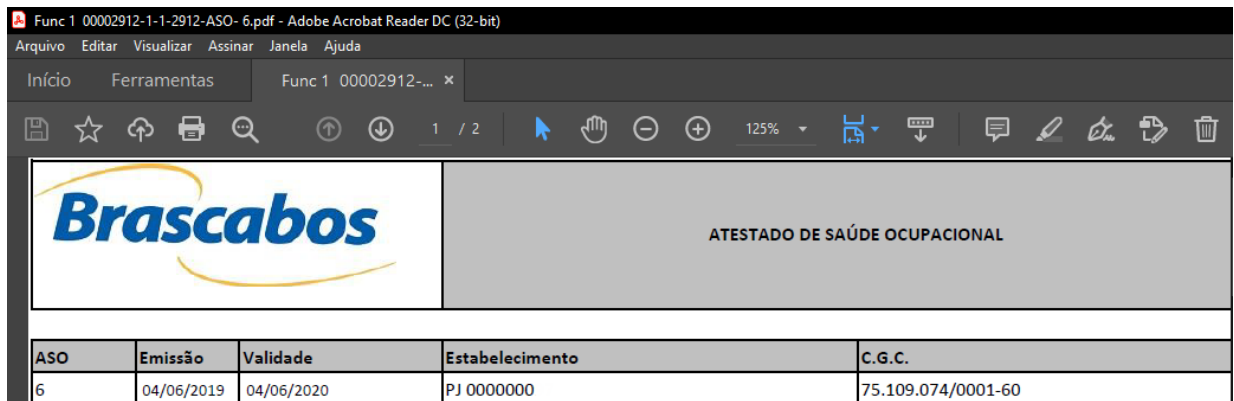 Func 1 00002912-1-1-2912-ASO- 6.pdf - Adobe Acrobat Reader DC (32-bit)
Arquivo Editar Visualizar Assinar Janela Ajuda
Início Ferramentas Func 1 00002912-... ×
1 / 2 125%
Brascabos
ATESTADO DE SAÚDE OCUPACIONAL
ASO Emissão Validade Estabelecimento C.G.C.
6 04/06/2019 04/06/2020 PJ 0000000 75.109.074/0001-60